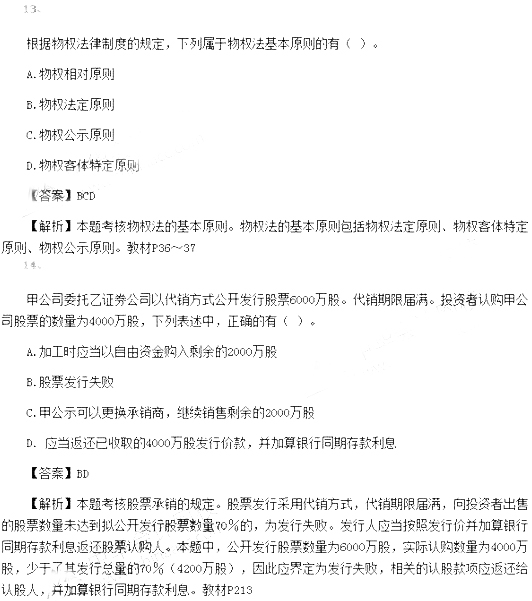 13.
根据物权法律制度的规定，下列属于物权法基本原则的有（ ）。
A.物权相对原则
B.物权法定原则
C.物权公示原则
D.物权客体特定原则
【答案】BCD
【解析】本题考核物权法的基本原则。物权法的基本原则包括物权法定原则、物权客体特定
原则、物权公示原则。教材P36～37
14.
甲公司委托乙证券公司以代销方式公开发行股票6000万股。代销期限届满。投资者认购甲公
司股票的数量为4000万股，下列表述中，正确的有（ ）。
A.加工时应当以自由资金购入剩余的2000万股
B.股票发行失败
C.甲公示可以更换承销商，继续销售剩余的2000万股
D. 应当返还已收取的4000万股发行价款，并加算银行同期存款利息
【答案】BD
【解析】本题考核股票承销的规定。股票发行采用代销方式，代销期限届满，向投资者出售
的股票数量未达到拟公开发行股票数量70％的，为发行失败。发行人应当按照发行价并加算银行
同期存款利息返还股票认购人。本题中，公开发行股票数量为6000万股，实际认购数量为4000万
股，少于了其发行总量的70％（4200万股），因此应界定为发行失败，相关的认股款项应返还给
认股人，并加算银行同期存款利息。教材P213